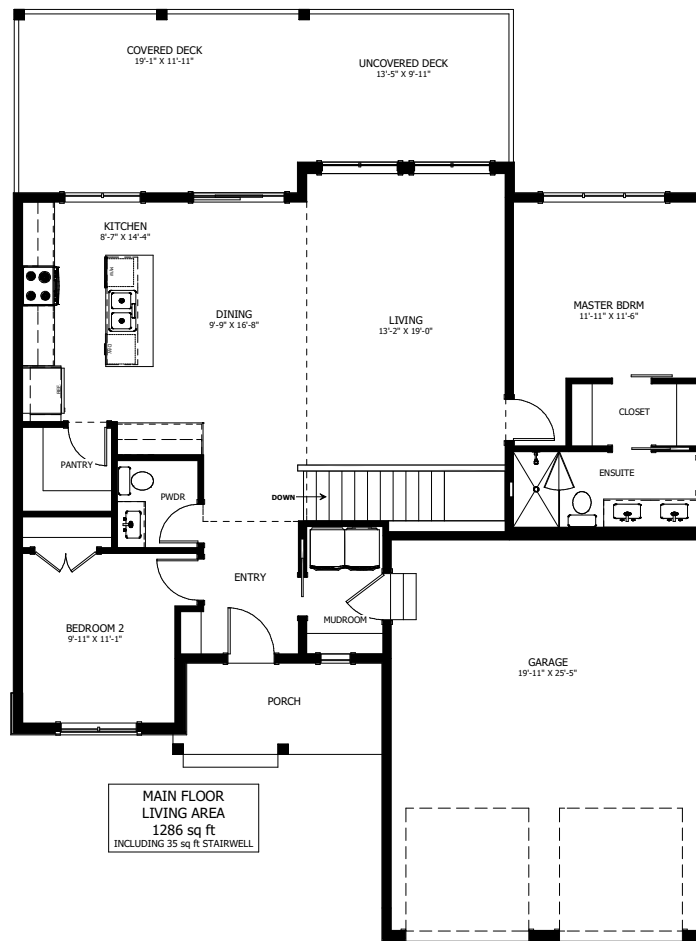 COVERED DECK
19'-1" X 11'-11"
UNCOVERED DECK
13'-5" X 9'-11"
KITCHEN
8'-7" X 14'-4"
DINING
9'-9" X 16'-8"
LIVING
13'-2" X 19'-0"
MASTER BDRM
11'-11" X 11'-6"
CLOSET
PANTRY
ENSUITE
PWDR
DOWN
ENTRY
MUDROOM
BEDROOM 2
9'-11" X 11'-1"
GARAGE
19'-11" X 25'-5"
PORCH
MAIN FLOOR
LIVING AREA
1286 sq ft
INCLUDING 35 sq ft STAIRWELL